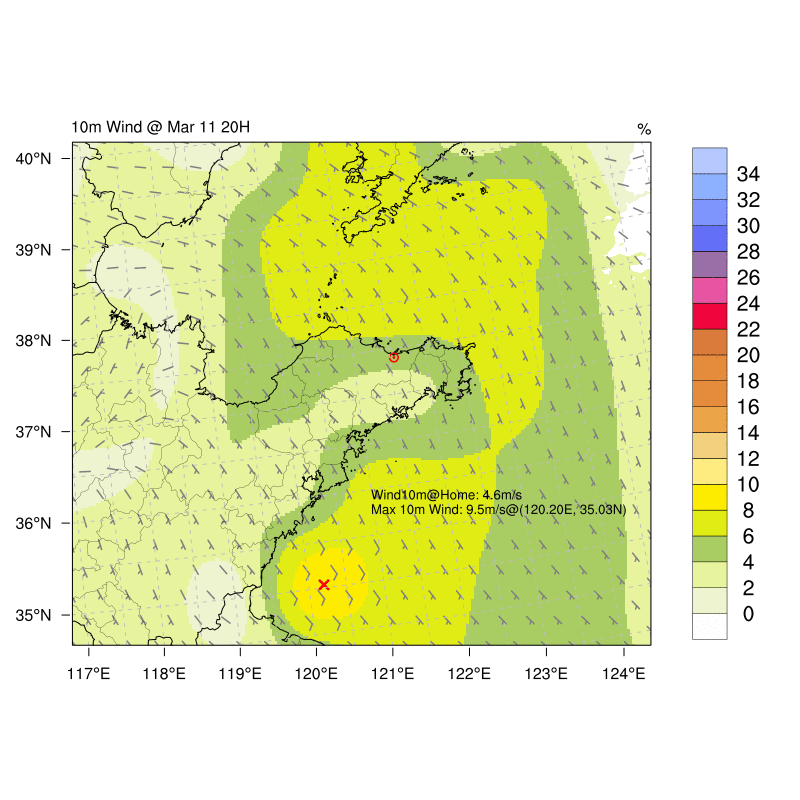 10m Wind @ Mar 11 20H
%
40°N
39°N
38°N
37°N
36°N
35°N
Wind10m@Home: 4.6m/s
Max 10m Wind: 9.5m/s@(120.20E, 35.03N)
117°E
118°E
119°E
120°E
121°E
122°E
123°E
124°E
34
32
30
28
26
24
22
20
18
16
14
12
10
8
6
4
2
0